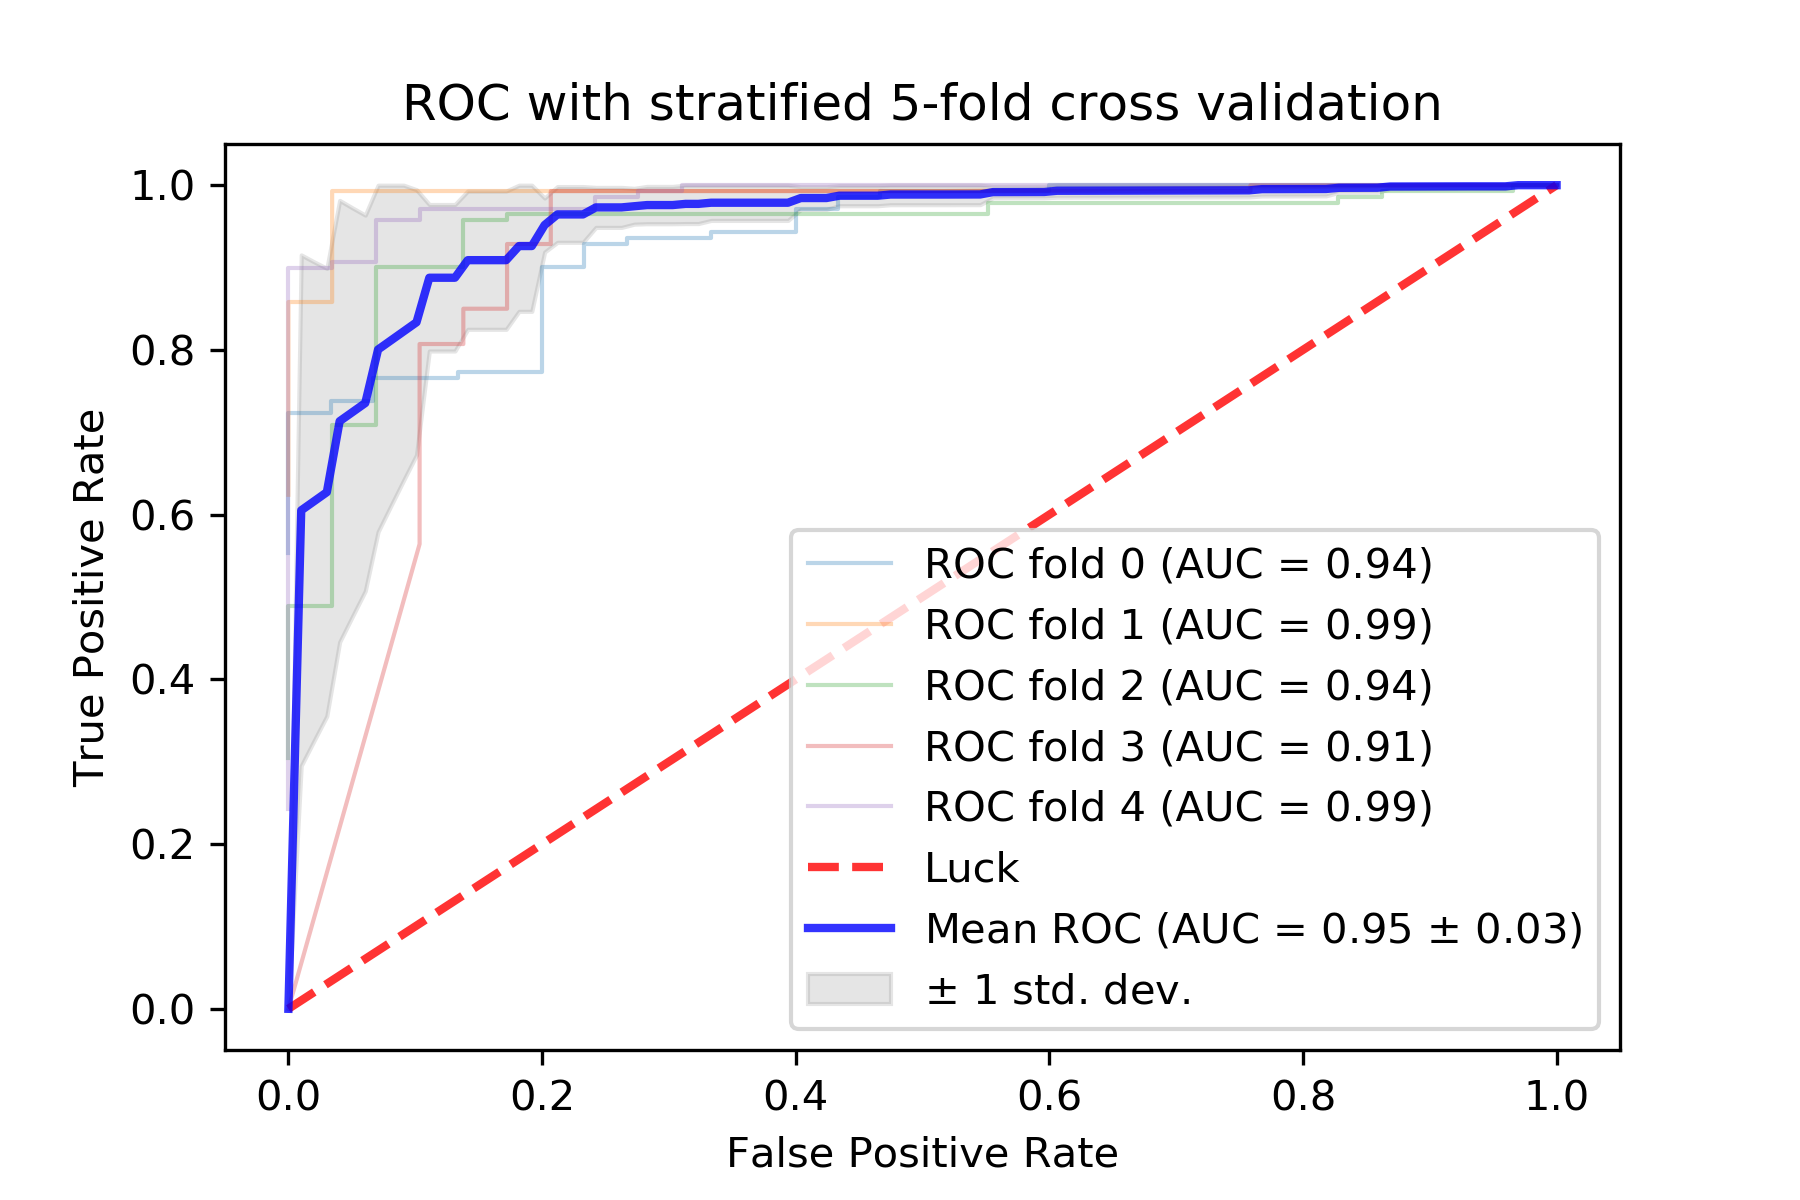 ROC with stratified 5-fold cross validation
1.0
0.8
0.6
0.4
0.2
0.0
True Positive Rate
ROC fold 0 (AUC = 0.94)
ROC fold 1 (AUC = 0.99)
ROC fold 2 (AUC = 0.94)
ROC fold 3 (AUC = 0.91)
ROC fold 4 (AUC = 0.99)
Luck
Mean ROC (AUC = 0.95 ± 0.03)
± 1 std. dev.
0.0 0.2 0.4 0.6 0.8 1.0
False Positive Rate